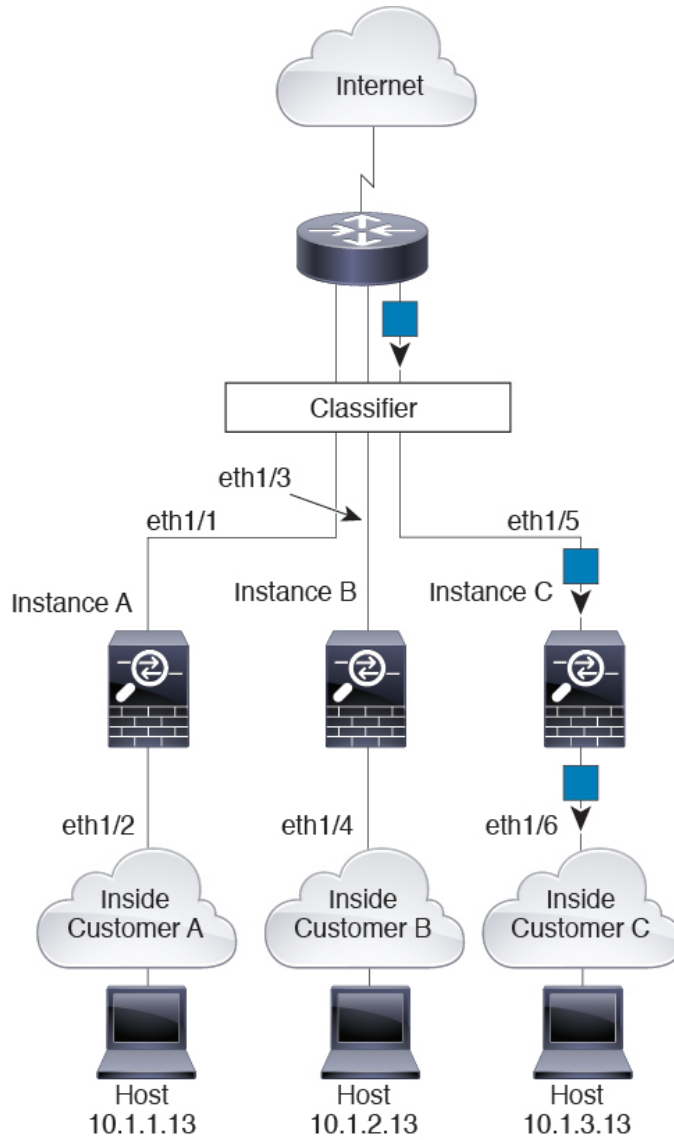 Internet
Classifier
eth1/3
eth1/1
eth1/5
Instance A
Instance B
Instance C
eth1/2
eth1/4
eth1/6
Inside
Customer A
Inside
Customer B
Inside
Customer C
Host
10.1.1.13
Host
10.1.2.13
Host
10.1.3.13